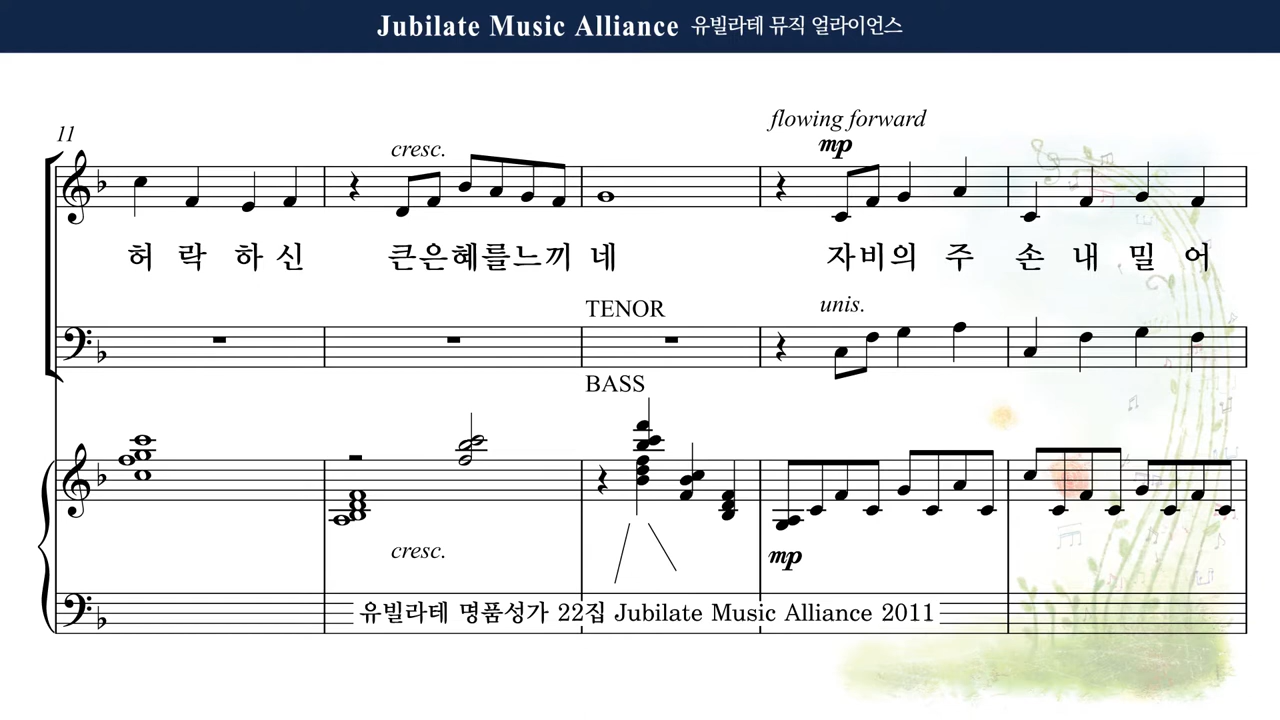 Jubilate Music Alliance 유빌라테 뮤직 얼라이언스
flowing forward
11
cresc.
mp
허 락 하 신 큰은혜를느끼 네 자비의 주 손 내 밀 어
TENOR
unis.
BASS
cresc.
mp
유빌라테 명품성가 22집 Jubilate Music Alliance 2011